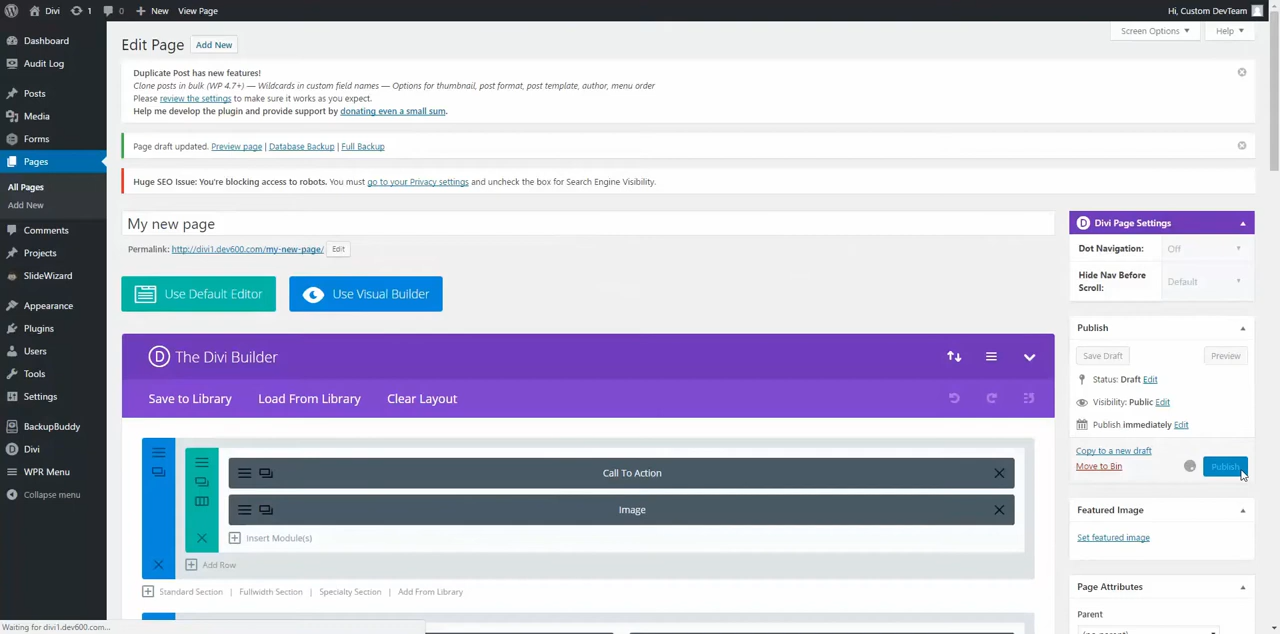 Divi
1
0
New
View Page
Hi, Custom DevTeam
Dashboard
Audit Log
Posts
Media
Forms
Pages
All Pages
Add New
Comments
Projects
SlideWizard
Appearance
Plugins
Users
Tools
Settings
BackupBuddy
Divi
WPR Menu
Collapse menu
Screen Options
Help
Edit Page
Add New
Duplicate Post has new features!
Clone posts in bulk (WP 4.7+) — Wildcards in custom field names — Options for thumbnail, post format, post template, author, menu order
Please review the settings to make sure it works as you expect.
Help me develop the plugin and provide support by donating even a small sum.
Page draft updated. Preview page | Database Backup | Full Backup
Huge SEO Issue: You're blocking access to robots. You must go to your Privacy settings and uncheck the box for Search Engine Visibility.
My new page
Permalink: http://divi1.dev600.com/my-new-page/ Edit
Use Default Editor
Use Visual Builder
D The Divi Builder
Save to Library
Load From Library
Clear Layout
Call To Action
Image
Insert Module(s)
Add Row
Standard Section | Fullwidth Section | Specialty Section | Add From Library
D Divi Page Settings
Dot Navigation: Off
Hide Nav Before Scroll: Default
Publish
Save Draft
Preview
Status: Draft Edit
Visibility: Public Edit
Publish immediately Edit
Copy to a new draft
Move to Bin
Publish
Featured Image
Set featured image
Page Attributes
Parent
(no parent)
Waiting for divi1.dev600.com...